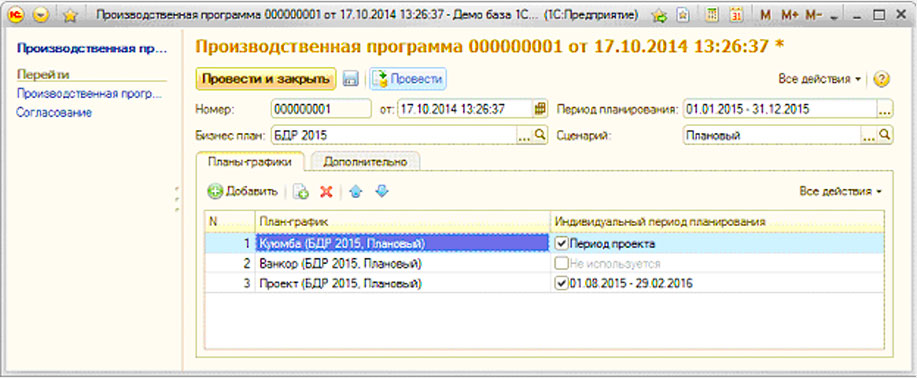 Производственная программа 000000001 от 17.10.2014 13:26:37 - Демо база 1С... (1С:Предприятие) 31 M M+ M-
Производственная пр...
Перейти
Производственная прогр...
Согласование
Производственная программа 000000001 от 17.10.2014 13:26:37 *
Провести и закрыть Провести Все действия ?
Номер: 000000001 от: 17.10.2014 13:26:37 Период планирования: 01.01.2015 - 31.12.2015 ...
Бизнес план: БДР 2015 ... Сценарий: Плановый ...
Планы-графики Дополнительно
Добавить Все действия
N План-график Индивидуальный период планирования
1 Куюмба (БДР 2015, Плановый) Период проекта
2 Ванкор (БДР 2015, Плановый) Не используется
3 Проект (БДР 2015, Плановый) 01.08.2015 - 29.02.2016